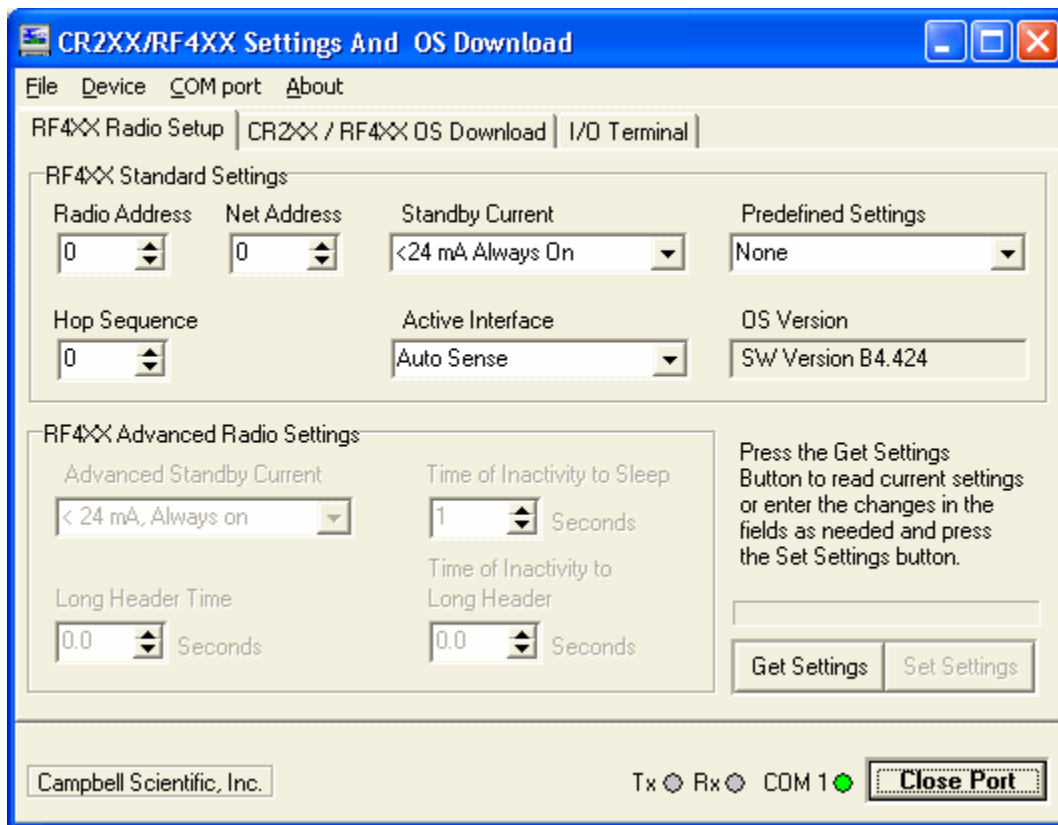 CR2XX/RF4XX Settings And OS Download
File Device COM port About
RF4XX Radio Setup CR2XX / RF4XX OS Download I/O Terminal
RF4XX Standard Settings
Radio Address Net Address Standby Current Predefined Settings
0 0 <24 mA Always On None
Hop Sequence Active Interface OS Version
0 Auto Sense SW Version B4.424
RF4XX Advanced Radio Settings
Advanced Standby Current Time of Inactivity to Sleep
< 24 mA, Always on 1 Seconds
Long Header Time
Time of Inactivity to
Long Header
0.0 Seconds 0.0 Seconds
Press the Get Settings
Button to read current settings
or enter the changes in the
fields as needed and press
the Set Settings button.
Get Settings Set Settings
Campbell Scientific, Inc. Tx Rx COM 1 Close Port